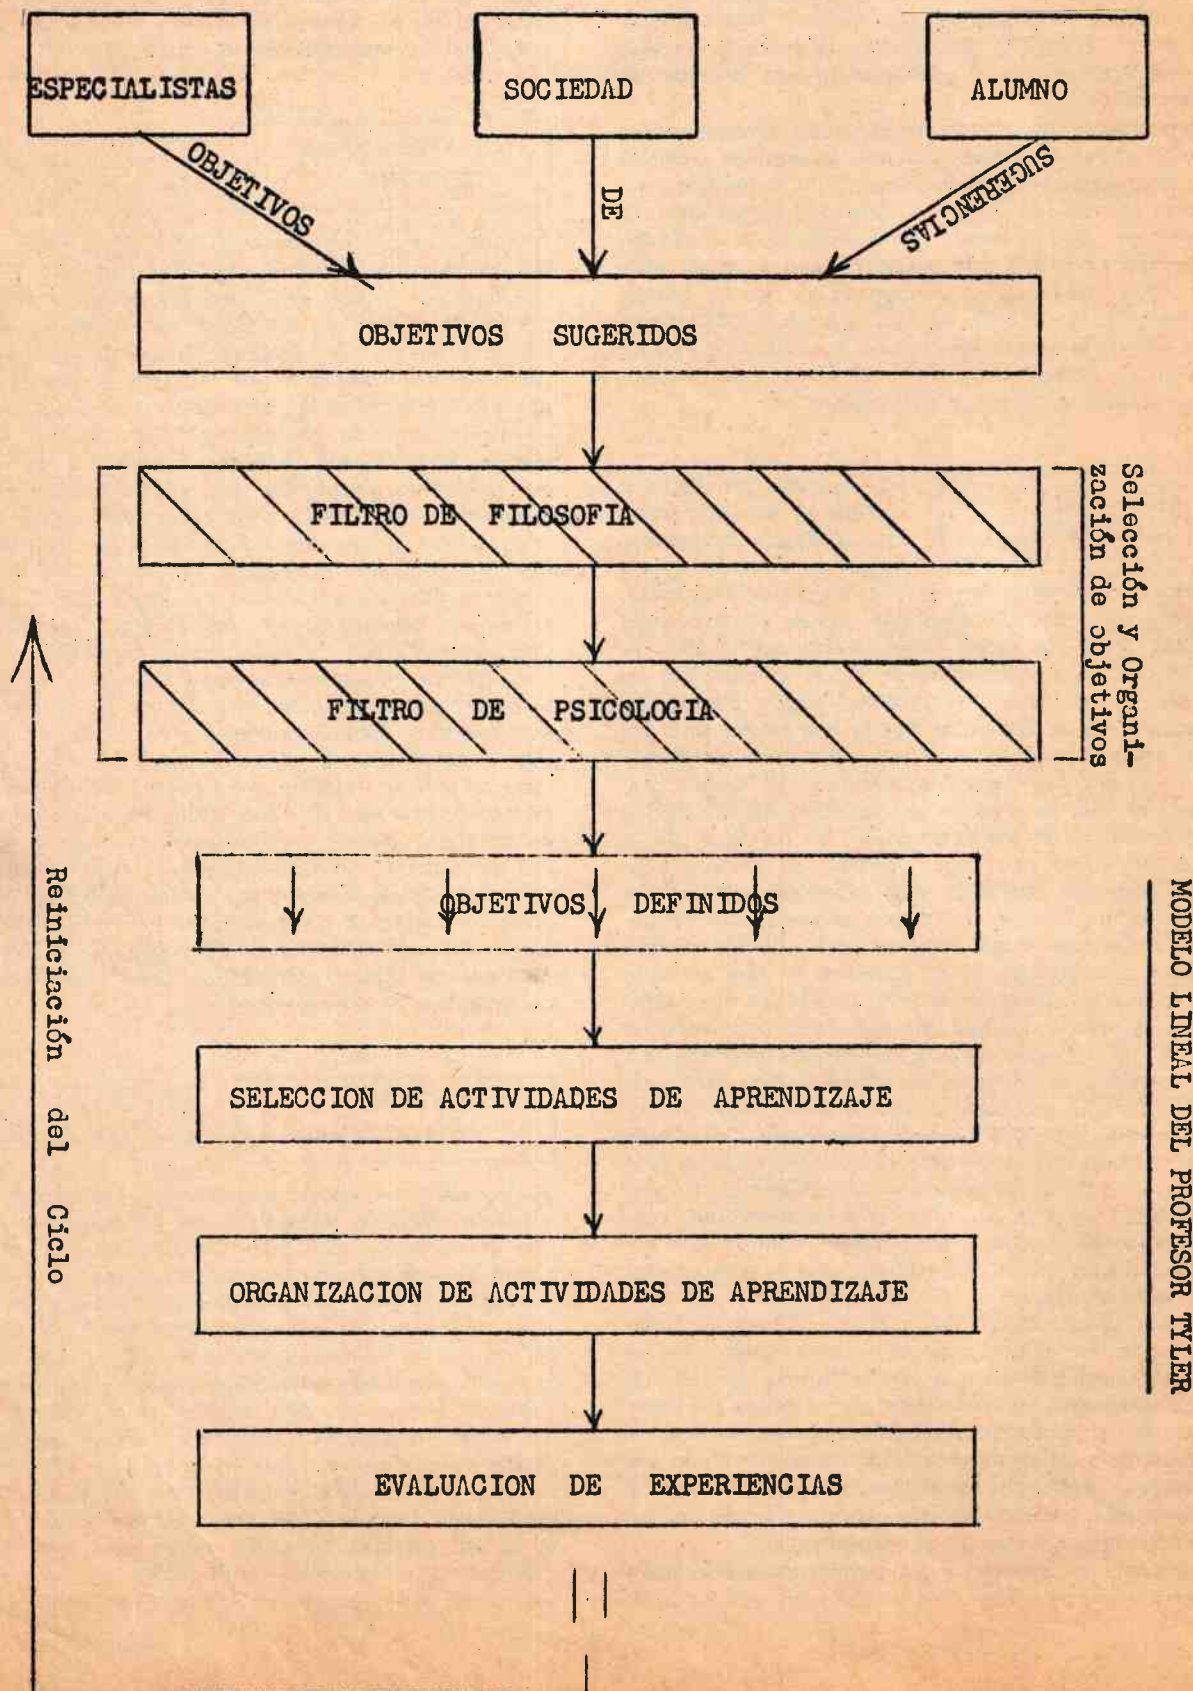 ESPECIALISTAS
SOCIEDAD
ALUMNO
OBJETIVOS
DE
SUGERENCIAS
OBJETIVOS SUGERIDOS
FILTRO DE FILOSOFIA
FILTRO DE PSICOLOGIA
Selección y Organi-
zación de objetivos
OBJETIVOS DEFINIDOS
SELECCION DE ACTIVIDADES DE APRENDIZAJE
ORGANIZACION DE ACTIVIDADES DE APRENDIZAJE
EVALUACION DE EXPERIENCIAS
Reiniciación del Ciclo
MODELO LINEAL DEL PROFESOR TYLER